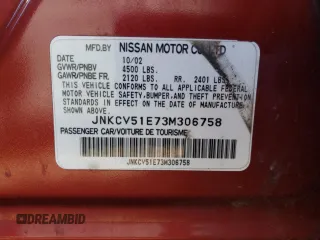 MFD.BY NISSAN MOTOR CO., LTD
DATE 10/02
GVWR/PNBV 4500 LBS.
GAWR/PNBE FR. 2120 LBS. RR. 2401 LBS.
THIS VEHICLE CONFORMS TO ALL APPLICABLE FEDERAL
MOTOR VEHICLE SAFETY, BUMPER, AND THEFT PREVENTION
STANDARDS IN EFFECT ON THE DATE OF MANUFACTURE
SHOWN ABOVE.
JNKCV51E73M306758
PASSENGER CAR/VOITURE DE TOURISME
JNKCV51E73M306758
DREAMBID